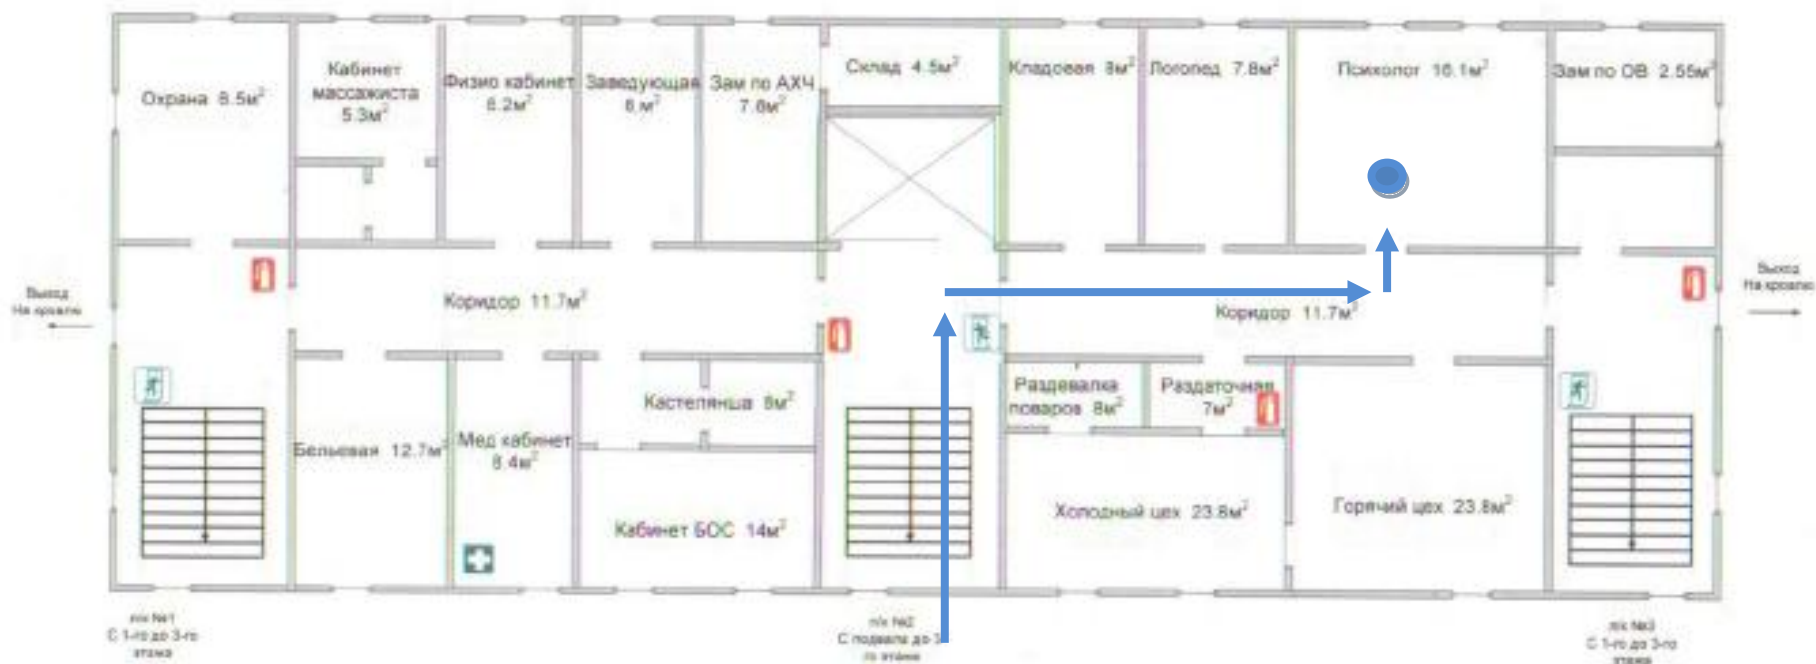 Охрана 8.5м²
Кабинет
массажиста
5.3м²
Физио кабинет
6.2м²
Заведующая
8 м²
Зам по АХЧ
7.8м²
Склад 4.5м²
Кладовая 8м²
Логопед 7.8м²
Психолог 16.1м²
Зам по ОВ 2.55м²
Выход
На кровлю
Коридор 11.7м²
Коридор 11.7м²
Выход
На кровлю
Бельевая 12.7м²
Мед кабинет
8.4м²
Кастелянша 8м²
Кабинет БОС 14м²
Раздевалка
поваров 8м²
Раздаточная
7м²
Холодный цех 23.8м²
Горячий цех 23.8м²
л/к №1
С 1-го до 3-го
этажа
л/к №2
С подвала до 3-
го этажа
л/к №3
С 1-го до 3-го
этажа